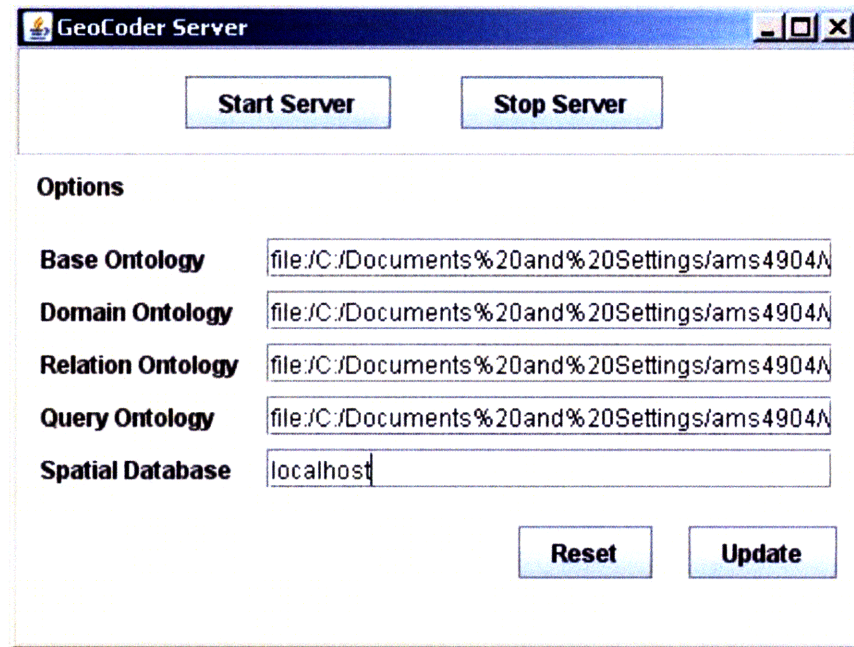 GeoCoder Server
Start Server Stop Server
Options
Base Ontology file:/C:/Documents%20and%20Settings/ams4904/
Domain Ontology file:/C:/Documents%20and%20Settings/ams4904/
Relation Ontology file:/C:/Documents%20and%20Settings/ams4904/
Query Ontology file:/C:/Documents%20and%20Settings/ams4904/
Spatial Database localhost
Reset Update